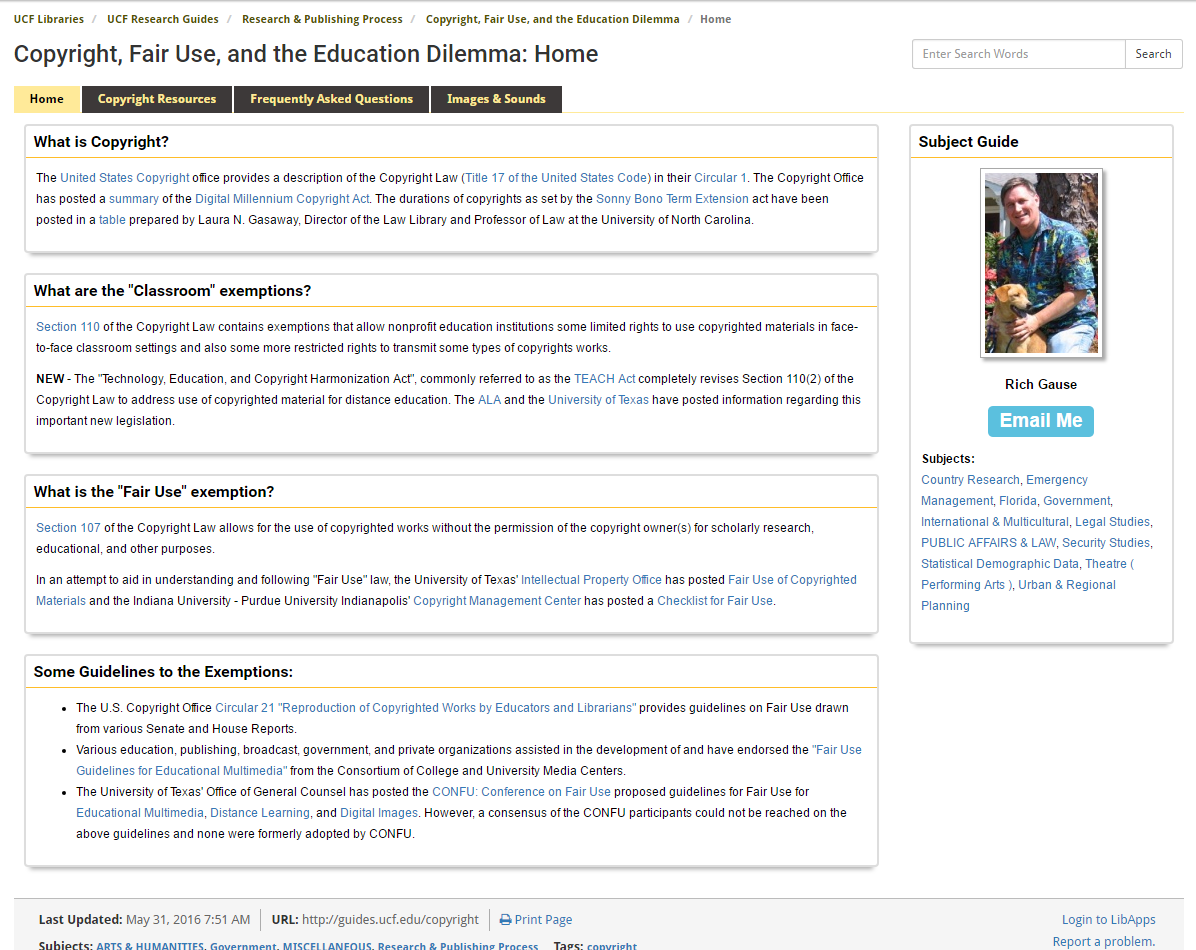 UCF Libraries / UCF Research Guides / Research & Publishing Process / Copyright, Fair Use, and the Education Dilemma / Home
Copyright, Fair Use, and the Education Dilemma: Home
Enter Search Words Search
Home Copyright Resources Frequently Asked Questions Images & Sounds
What is Copyright?
The United States Copyright office provides a description of the Copyright Law (Title 17 of the United States Code) in their Circular 1. The Copyright Office
has posted a summary of the Digital Millennium Copyright Act. The durations of copyrights as set by the Sonny Bono Term Extension act have been
posted in a table prepared by Laura N. Gasaway, Director of the Law Library and Professor of Law at the University of North Carolina.
What are the "Classroom" exemptions?
Section 110 of the Copyright Law contains exemptions that allow nonprofit education institutions some limited rights to use copyrighted materials in face-
to-face classroom settings and also some more restricted rights to transmit some types of copyrights works.
NEW - The "Technology, Education, and Copyright Harmonization Act", commonly referred to as the TEACH Act completely revises Section 110(2) of the
Copyright Law to address use of copyrighted material for distance education. The ALA and the University of Texas have posted information regarding this
important new legislation.
What is the "Fair Use" exemption?
Section 107 of the Copyright Law allows for the use of copyrighted works without the permission of the copyright owner(s) for scholarly research,
educational, and other purposes.
In an attempt to aid in understanding and following "Fair Use" law, the University of Texas' Intellectual Property Office has posted Fair Use of Copyrighted
Materials and the Indiana University - Purdue University Indianapolis' Copyright Management Center has posted a Checklist for Fair Use.
Some Guidelines to the Exemptions:
• The U.S. Copyright Office Circular 21 "Reproduction of Copyrighted Works by Educators and Librarians" provides guidelines on Fair Use drawn
from various Senate and House Reports.
• Various education, publishing, broadcast, government, and private organizations assisted in the development of and have endorsed the "Fair Use
Guidelines for Educational Multimedia" from the Consortium of College and University Media Centers.
• The University of Texas' Office of General Counsel has posted the CONFU: Conference on Fair Use proposed guidelines for Fair Use for
Educational Multimedia, Distance Learning, and Digital Images. However, a consensus of the CONFU participants could not be reached on the
above guidelines and none were formerly adopted by CONFU.
Subject Guide
Rich Gause
Email Me
Subjects:
Country Research, Emergency
Management, Florida, Government,
International & Multicultural, Legal Studies,
PUBLIC AFFAIRS & LAW, Security Studies,
Statistical Demographic Data, Theatre (
Performing Arts ), Urban & Regional
Planning
Last Updated: May 31, 2016 7:51 AM URL: http://guides.ucf.edu/copyright Print Page Login to LibApps
Subjects: ARTS & HUMANITIES, Government, MISCELLANEOUS, Research & Publishing Process Tags: copyright Report a problem.